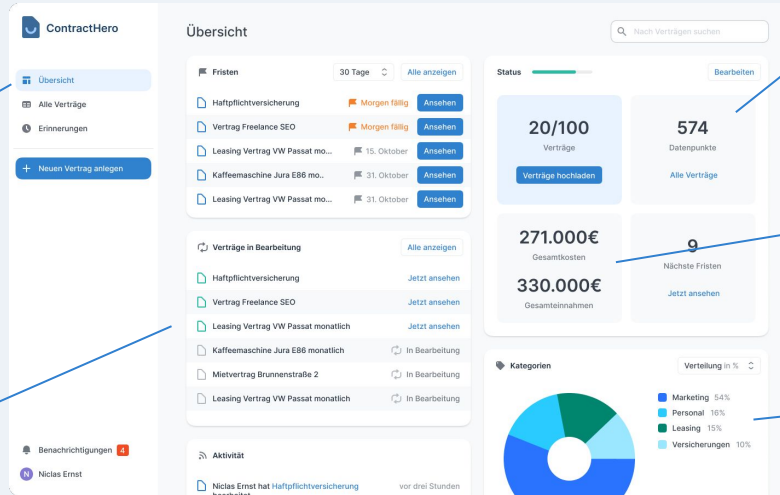 ContractHero
Übersicht
Alle Verträge
Erinnerungen
+ Neuen Vertrag anlegen
Benachrichtigungen 4
N Niclas Ernst
Übersicht
Nach Verträgen suchen
Fristen 30 Tage Alle anzeigen
Haftpflichtversicherung Morgen fällig Ansehen
Vertrag Freelance SEO Morgen fällig Ansehen
Leasing Vertrag VW Passat mo... 15. Oktober Ansehen
Kaffeemaschine Jura E86 mo.. 31. Oktober Ansehen
Leasing Vertrag VW Passat mo... 31. Oktober Ansehen
Verträge in Bearbeitung Alle anzeigen
Haftpflichtversicherung Jetzt ansehen
Vertrag Freelance SEO Jetzt ansehen
Leasing Vertrag VW Passat monatlich Jetzt ansehen
Kaffeemaschine Jura E86 monatlich In Bearbeitung
Mietvertrag Brunnenstraße 2 In Bearbeitung
Leasing Vertrag VW Passat monatlich In Bearbeitung
Aktivität
Niclas Ernst hat Haftpflichtversicherung vor drei Stunden
bearbeitet
Status Bearbeiten
20/100
Verträge
Verträge hochladen
574
Datenpunkte
Alle Verträge
271.000€
Gesamtkosten
330.000€
Gesamteinnahmen
9
Nächste Fristen
Jetzt ansehen
Kategorien Verteilung in %
Marketing 54%
Personal 16%
Leasing 15%
Versicherungen 10%